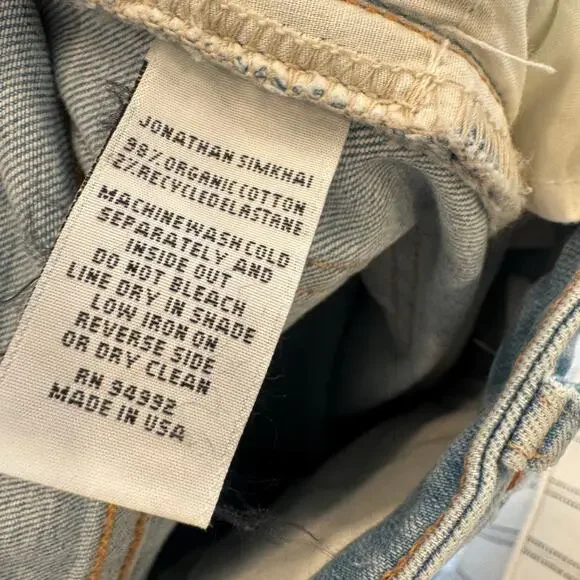 JONATHAN SIMKHAI
98% ORGANIC COTTON
2% RECYCLED ELASTANE
MACHINE WASH COLD
SEPARATELY AND
INSIDE OUT
DO NOT BLEACH
LINE DRY IN SHADE
LOW IRON ON
REVERSE SIDE
OR DRY CLEAN
RN 94992
MADE IN USA